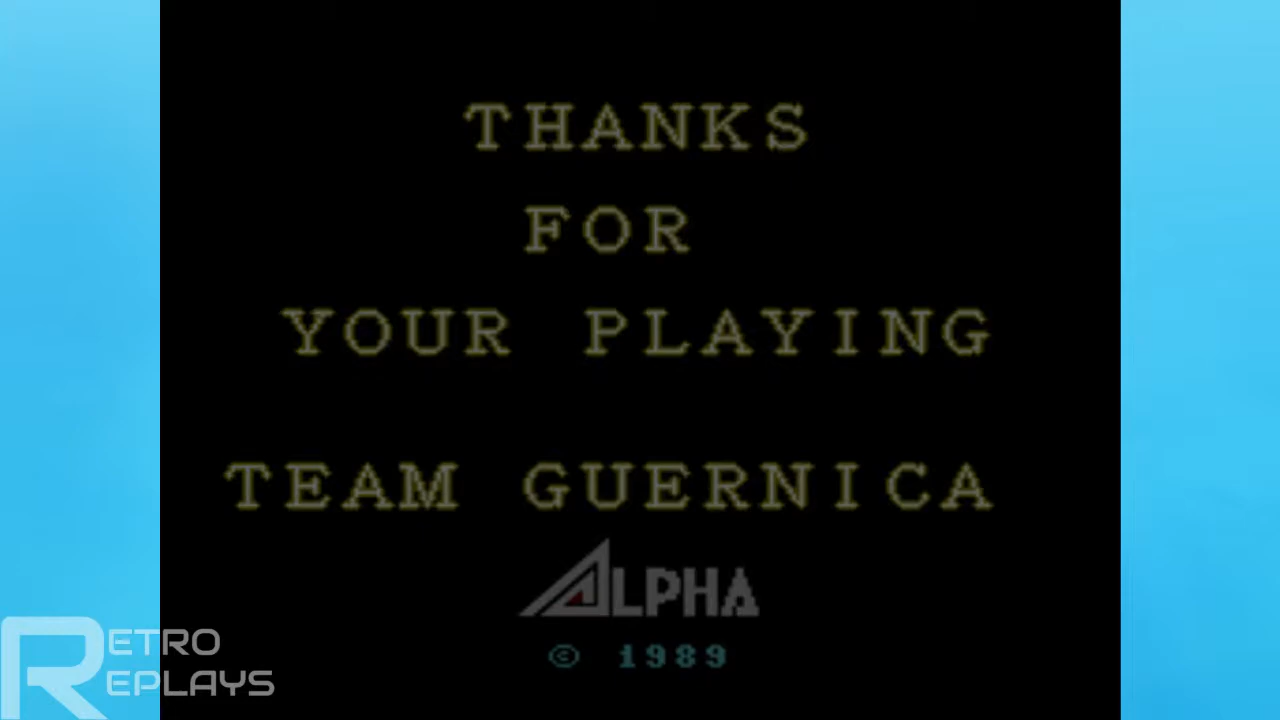 THANKS
FOR
YOUR PLAYING
TEAM GUERNICA
ALPHA
© 1989
RETRO
REPLAYS